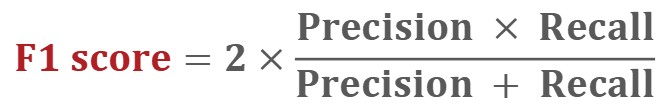 F1 score = 2 × Precision × Recall
Precision + Recall